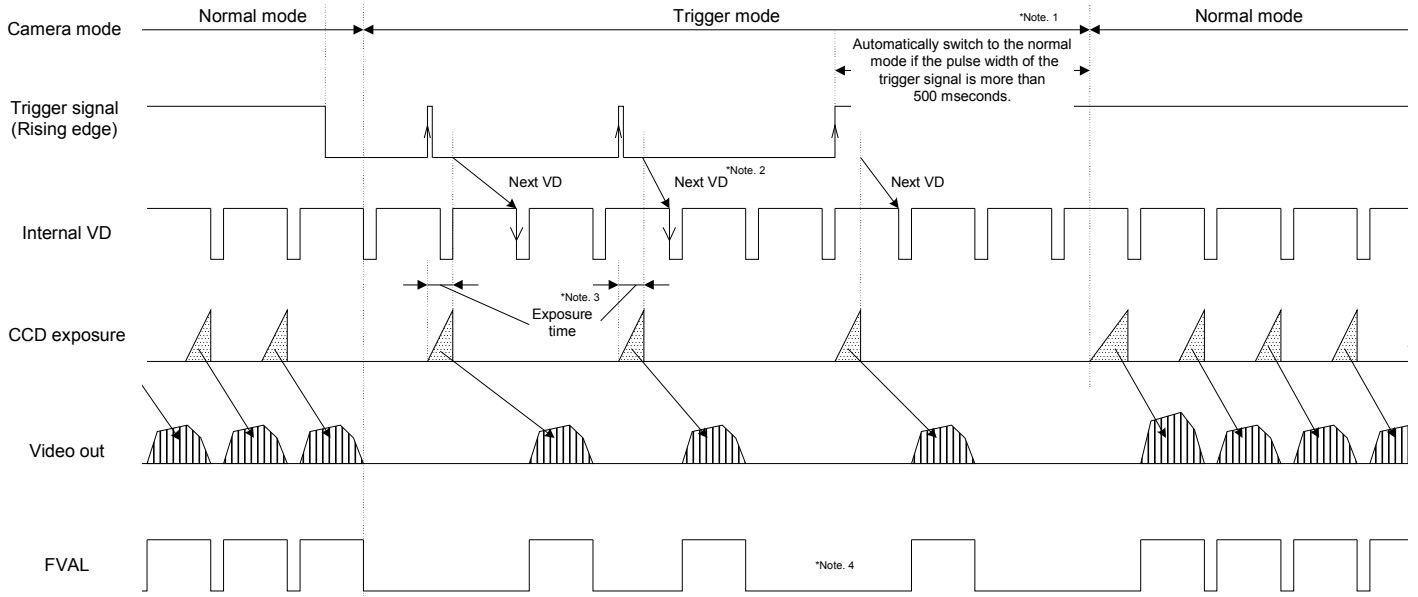 Normal mode
Trigger mode
*Note. 1
Normal mode
Camera mode
Automatically switch to the normal
mode if the pulse width of the
trigger signal is more than
500 mseconds.
Trigger signal
(Rising edge)
*Note. 2
Next VD
Next VD
Next VD
Internal VD
*Note. 3
Exposure
time
CCD exposure
Video out
FVAL
*Note. 4